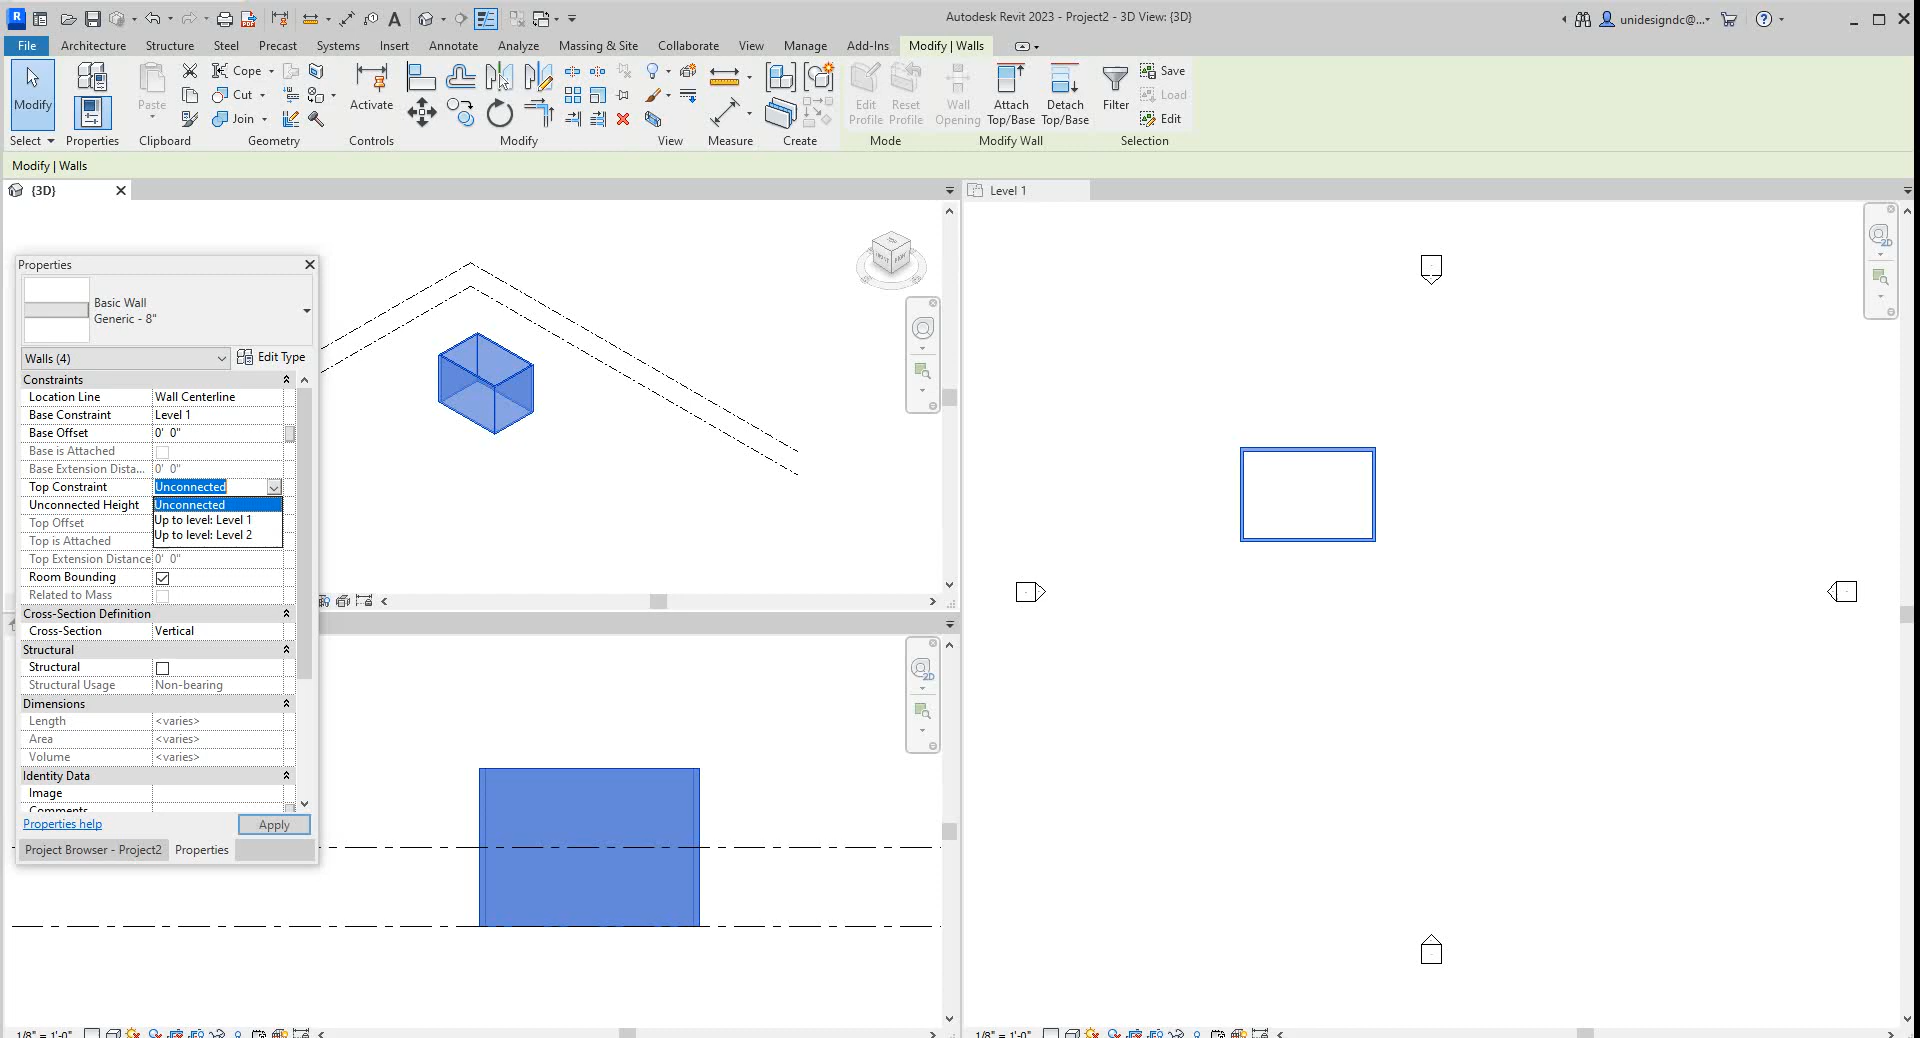 Autodesk Revit 2023 - Project2 - 3D View: {3D}
unidesigndc@...
File Architecture Structure Steel Precast Systems Insert Annotate Analyze Massing & Site Collaborate View Manage Add-Ins Modify | Walls
Modify
Paste
Cope
Cut
Join
Activate
Edit Profile
Reset Profile
Wall Opening
Attach Top/Base
Detach Top/Base
Filter
Save
Load
Edit
Select Properties Clipboard Geometry Controls Modify View Measure Create Mode Modify Wall Selection
Modify | Walls
{3D}
Level 1
Properties
Basic Wall
Generic - 8"
Walls (4) Edit Type
Constraints
Location Line Wall Centerline
Base Constraint Level 1
Base Offset 0' 0"
Base is Attached
Base Extension Dista... 0' 0"
Top Constraint Unconnected
Unconnected Height Unconnected
Up to level: Level 1
Top Offset
Up to level: Level 2
Top is Attached
Top Extension Distance 0' 0"
Room Bounding
Related to Mass
Cross-Section Definition
Cross-Section Vertical
Structural
Structural
Structural Usage Non-bearing
Dimensions
Length <varies>
Area <varies>
Volume <varies>
Identity Data
Image
Comments
Properties help Apply
Project Browser - Project2 Properties
2D
2D
1/8" = 1'-0"
1/8" = 1'-0"